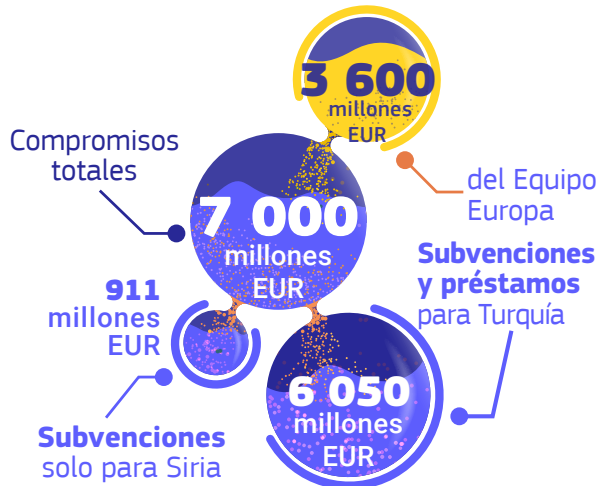 3 600
millones
EUR
Compromisos
totales
del Equipo
Europa
7 000
millones
EUR
Subvenciones
y préstamos
para Turquía
911
millones
EUR
6 050
millones
EUR
Subvenciones
solo para Siria